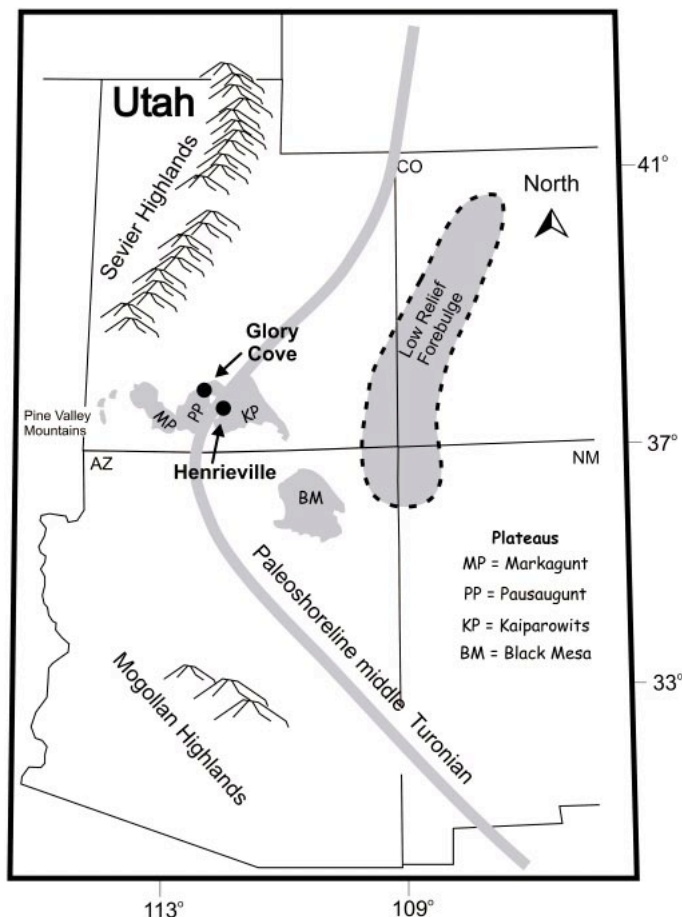 Utah
CO
41°
North
Sevier Highlands
Low Relief
Forebulge
Glory
Cove
Pine Valley
Mountains
MP
PP
KP
37°
AZ
NM
Henrieville
BM
Plateaus
MP = Markagunt
PP = Pausaugunt
KP = Kaiparowits
BM = Black Mesa
Paleoshoreline middle Turonian
33°
Mogollan Highlands
113°
109°